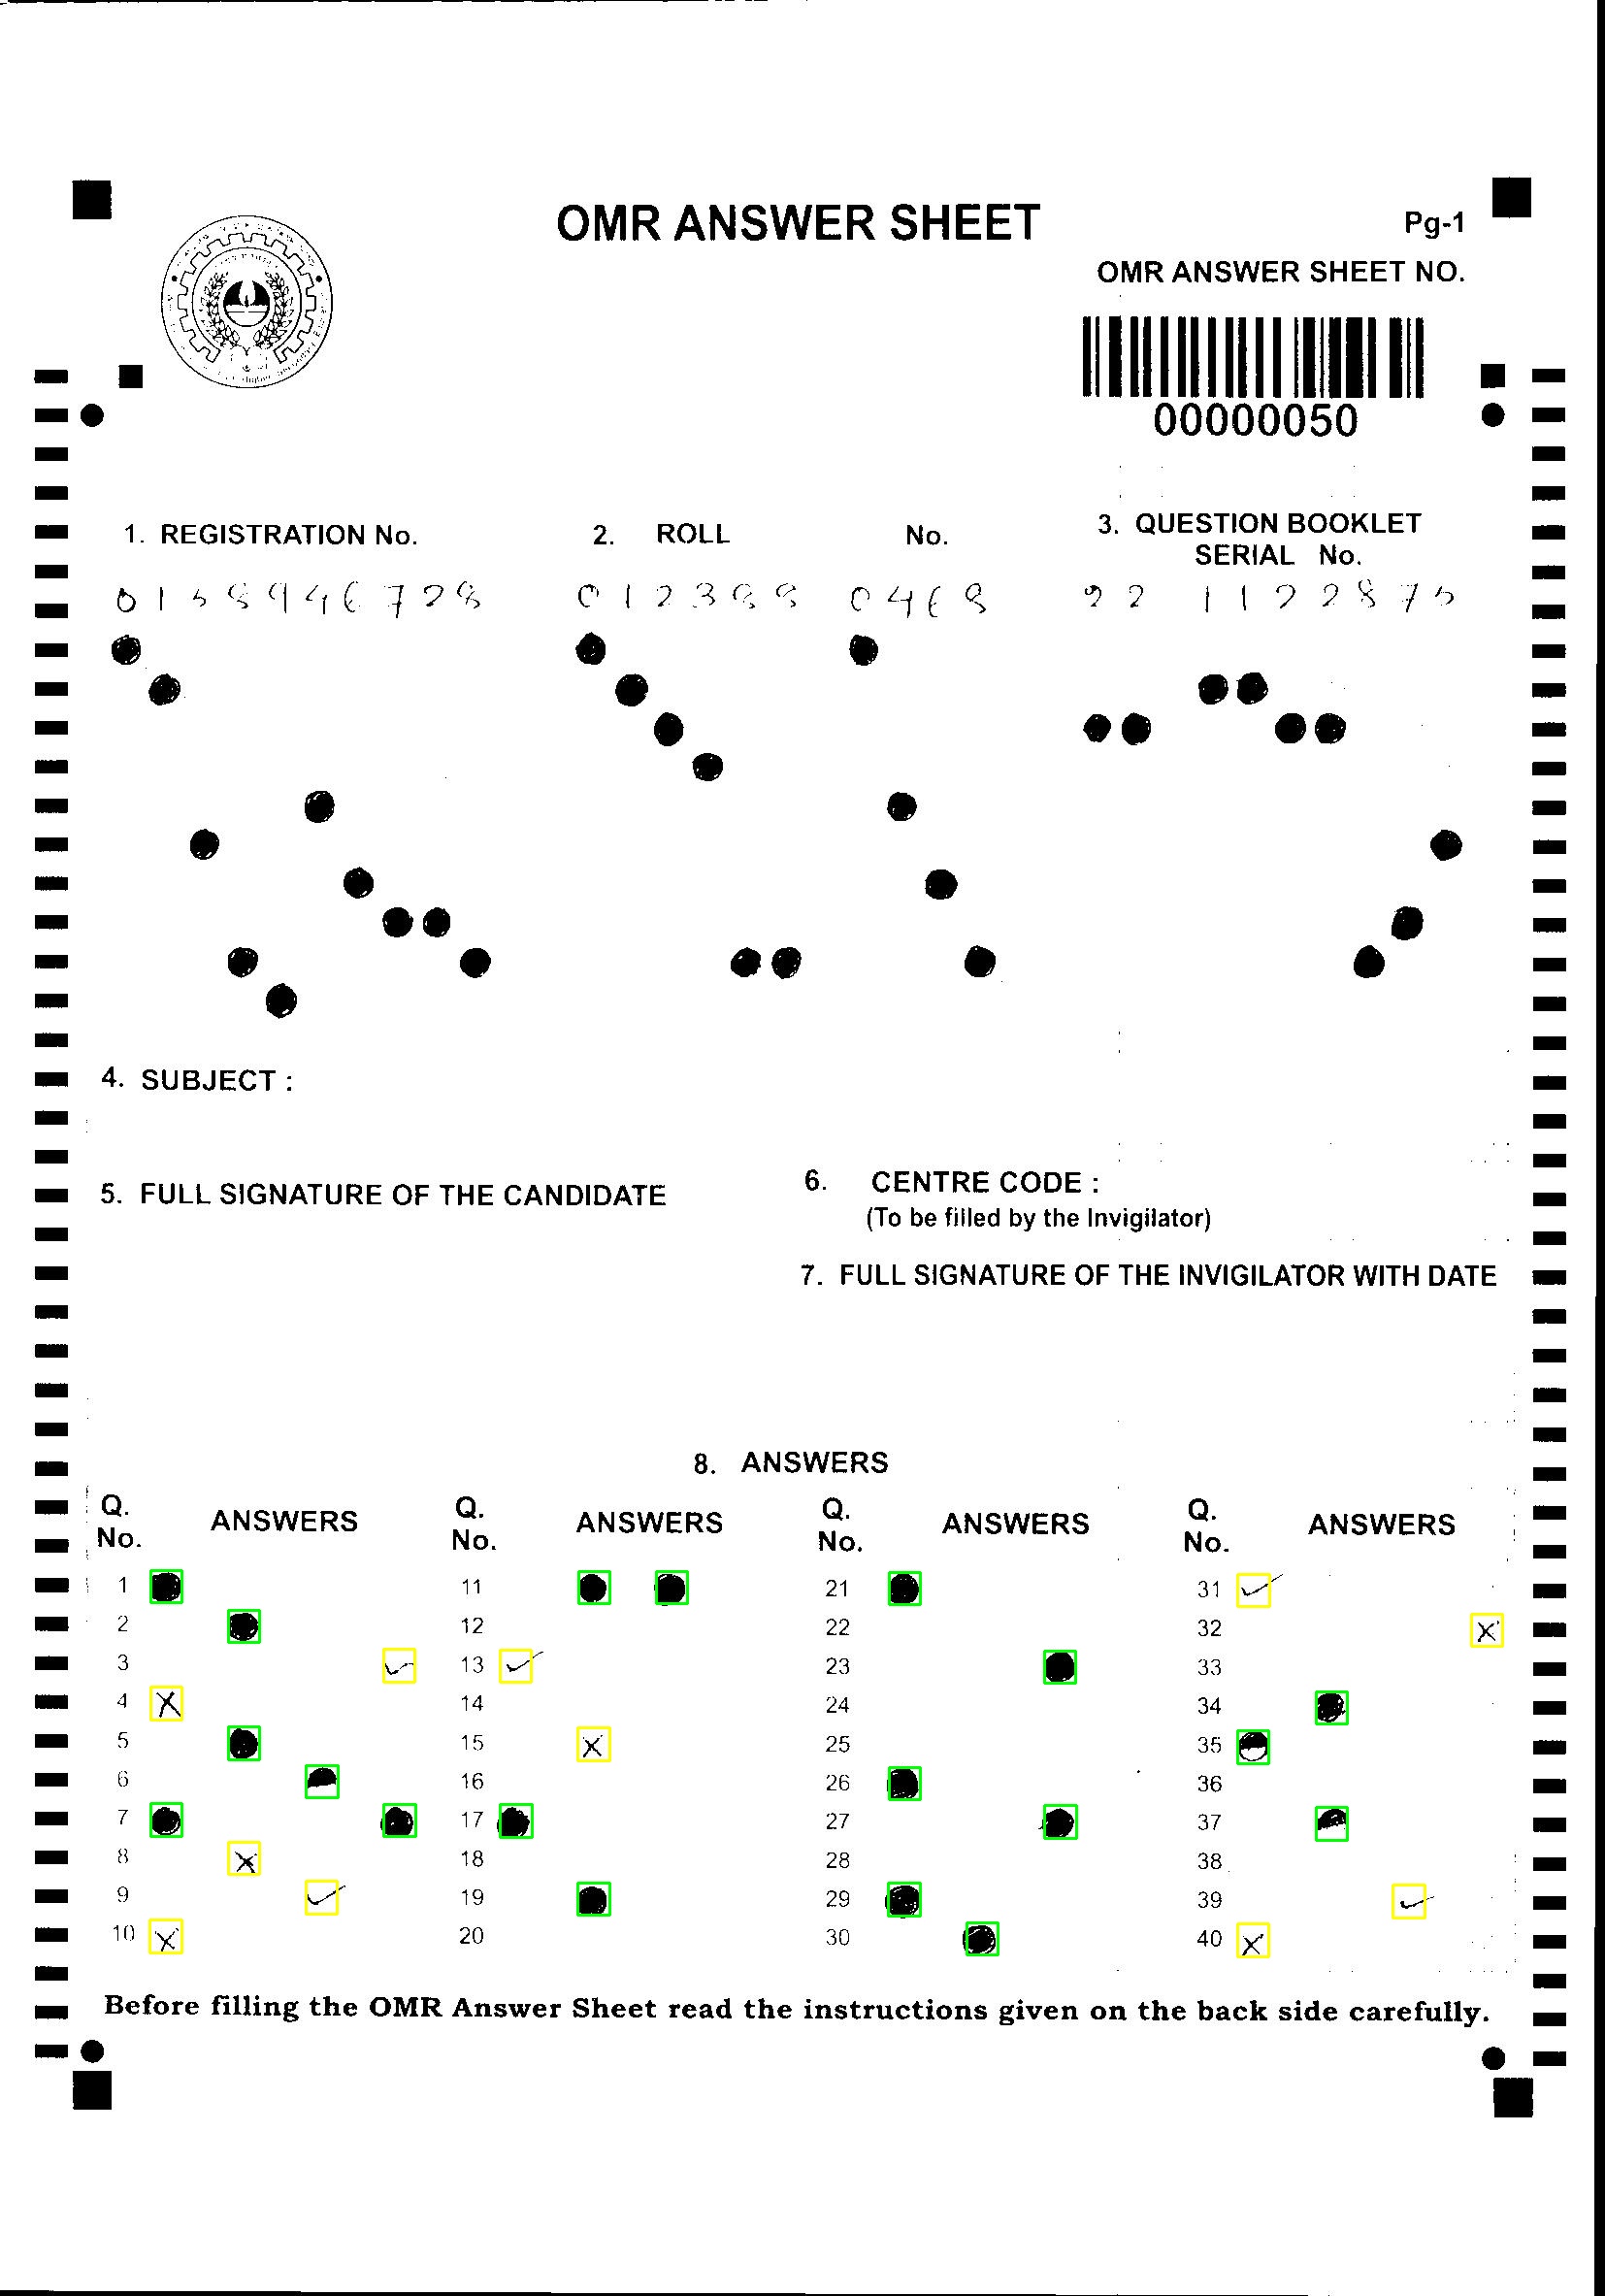 OMR ANSWER SHEET
Pg-1
OMR ANSWER SHEET NO.
00000050
1. REGISTRATION No.
2. ROLL No.
3. QUESTION BOOKLET
SERIAL No.
0158946728
012388 0468
22 1122875
4. SUBJECT :
5. FULL SIGNATURE OF THE CANDIDATE
6. CENTRE CODE :
(To be filled by the Invigilator)
7. FULL SIGNATURE OF THE INVIGILATOR WITH DATE
8. ANSWERS
Q. No. ANSWERS Q. No. ANSWERS Q. No. ANSWERS Q. No. ANSWERS
1 11 21 31
2 12 22 32
3 13 23 33
4 14 24 34
5 15 25 35
6 16 26 36
7 17 27 37
8 18 28 38
9 19 29 39
10 20 30 40
Before filling the OMR Answer Sheet read the instructions given on the back side carefully.